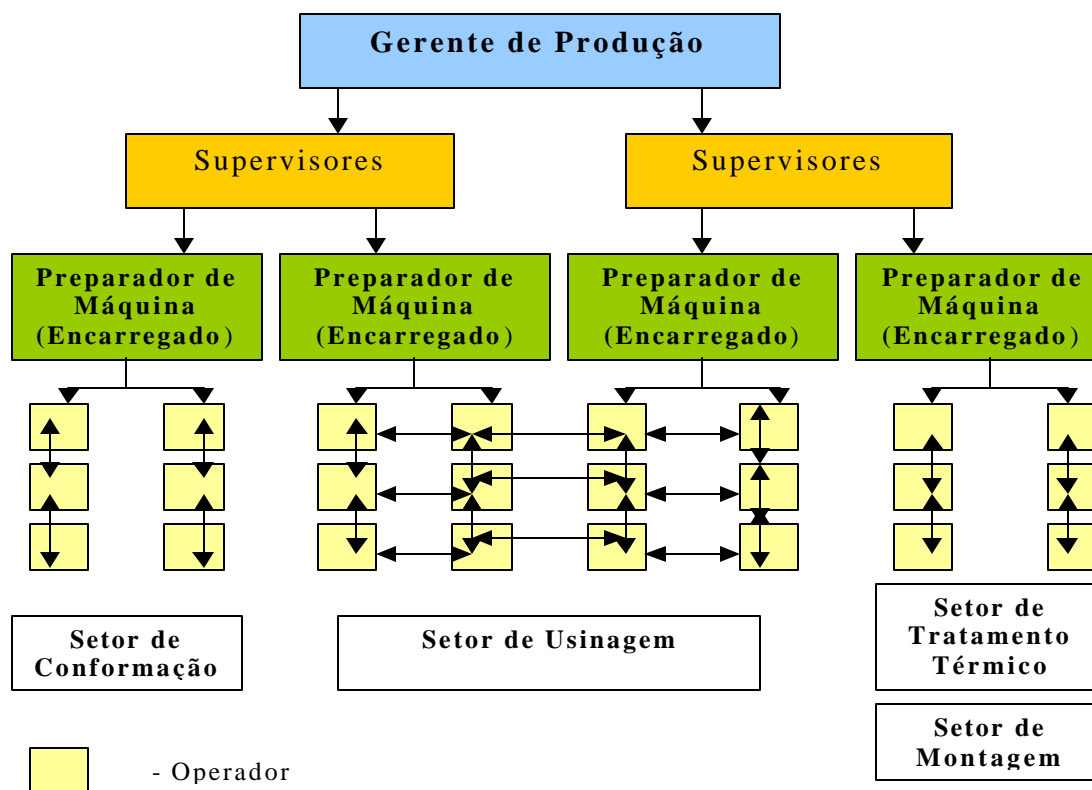 Gerente de Produção
Supervisores
Supervisores
Preparador de
Máquina
(Encarregado)
Preparador de
Máquina
(Encarregado)
Preparador de
Máquina
(Encarregado)
Preparador de
Máquina
(Encarregado)
Setor de
Conformação
Setor de Usinagem
Setor de
Tratamento
Térmico
Setor de
Montagem
- Operador